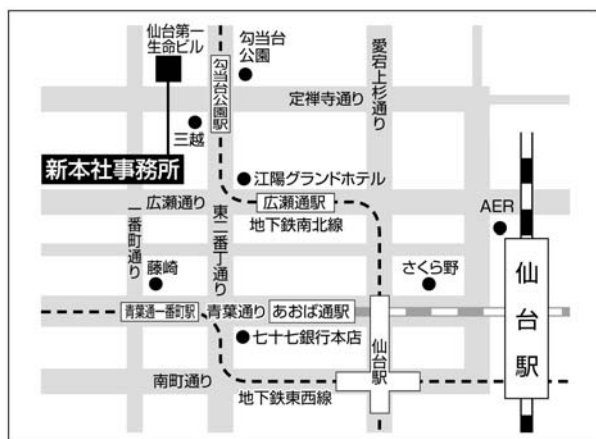 仙台第一
生命ビル
勾当台
公園
勾当台公園駅
愛宕上杉通り
定禅寺通り
三越
新本社事務所
江陽グランドホテル
広瀬通り
広瀬通駅
地下鉄南北線
AER
一番町通り
東二番丁通り
藤崎
さくら野
仙台駅
青葉通一番町駅
青葉通り
あおば通駅
七十七銀行本店
仙台駅
南町通り
地下鉄東西線